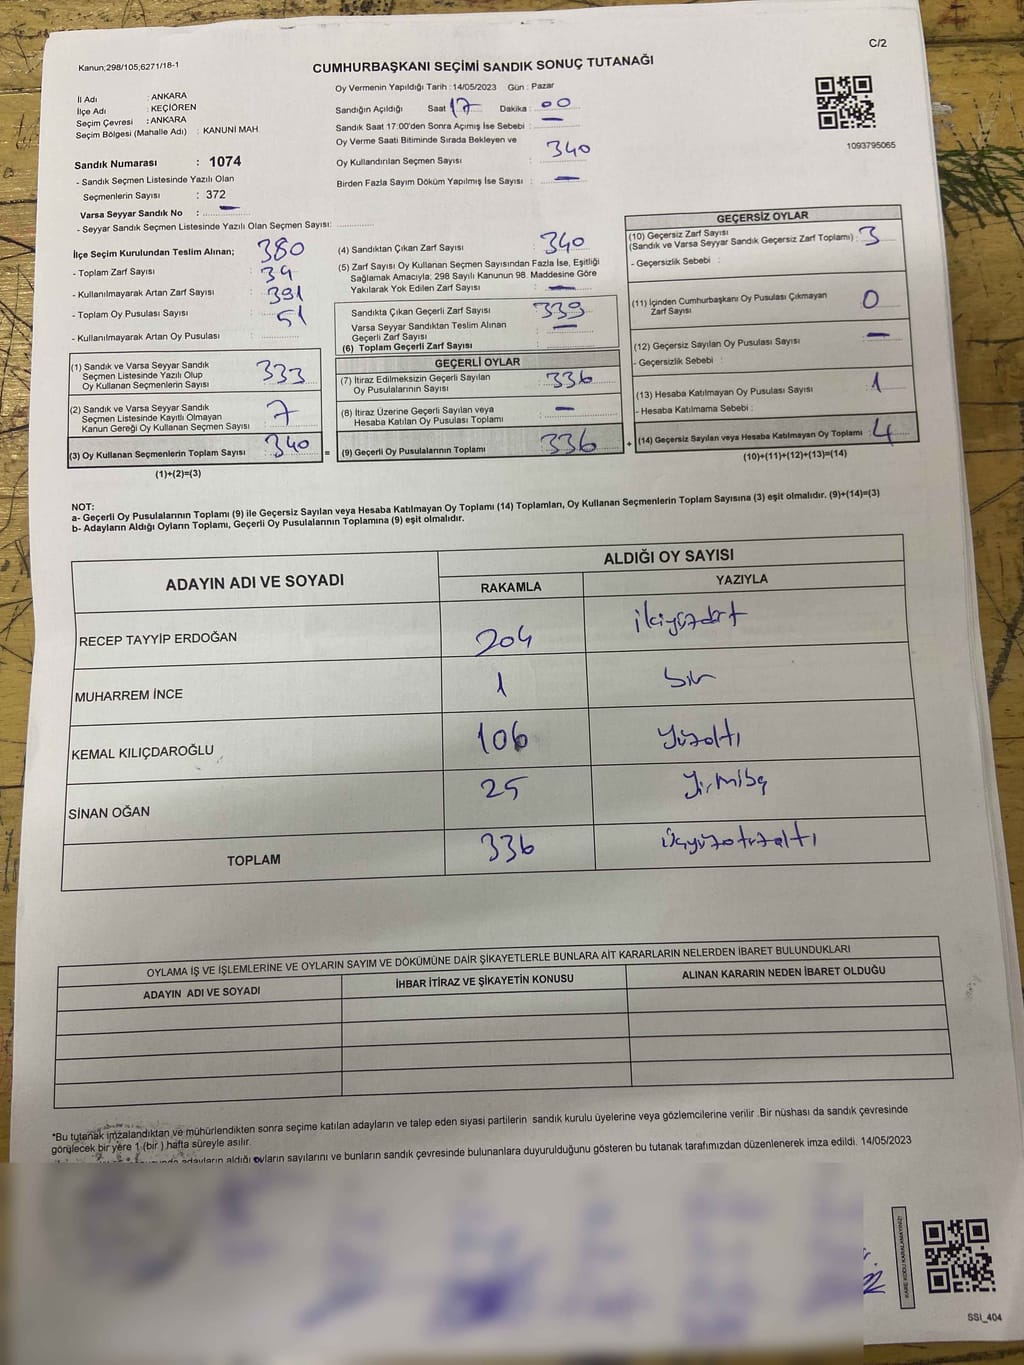 C/2
Kanun;298/105,6271/18-1
CUMHURBAŞKANI SEÇİMİ SANDIK SONUÇ TUTANAĞI
İl Adı : ANKARA
İlçe Adı : KEÇİÖREN
Seçim Çevresi : ANKARA
Seçim Bölgesi (Mahalle Adı) : KANUNİ MAH.
Sandık Numarası : 1074
- Sandık Seçmen Listesinde Yazılı Olan
Seçmenlerin Sayısı : 372
Varsa Seyyar Sandık No : —
- Seyyar Sandık Seçmen Listesinde Yazılı Olan Seçmen Sayısı:
Oy Vermenin Yapıldığı Tarih : 14/05/2023 Gün : Pazar
Sandığın Açıldığı Saat 17 Dakika : 00
Sandık Saat 17:00'den Sonra Açımış İse Sebebi : —
Oy Verme Saati Bitiminde Sırada Bekleyen ve
Oy Kullandırılan Seçmen Sayısı : 340
Birden Fazla Sayım Döküm Yapılmış İse Sayısı : —
1093795065
İlçe Seçim Kurulundan Teslim Alınan;
- Toplam Zarf Sayısı : 380
- Kullanılmayarak Artan Zarf Sayısı : 39
- Toplam Oy Pusulası Sayısı : 391
- Kullanılmayarak Artan Oy Pusulası : 51
(1) Sandık ve Varsa Seyyar Sandık
Seçmen Listesinde Yazılı Olup
Oy Kullanan Seçmenlerin Sayısı : 333
(2) Sandık ve Varsa Seyyar Sandık
Seçmen Listesinde Kayıtlı Olmayan
Kanun Gereği Oy Kullanan Seçmen Sayısı : 7
(3) Oy Kullanan Seçmenlerin Toplam Sayısı : 340
(1)+(2)=(3)
(4) Sandıktan Çıkan Zarf Sayısı : 340
(5) Zarf Sayısı Oy Kullanan Seçmen Sayısından Fazla İse, Eşitliği
Sağlamak Amacıyla; 298 Sayılı Kanunun 98. Maddesine Göre
Yakılarak Yok Edilen Zarf Sayısı : —
Sandıkta Çıkan Geçerli Zarf Sayısı : 339
Varsa Seyyar Sandıktan Teslim Alınan
Geçerli Zarf Sayısı : —
(6) Toplam Geçerli Zarf Sayısı :
GEÇERLİ OYLAR
(7) İtiraz Edilmeksizin Geçerli Sayılan
Oy Pusulalarının Sayısı : 336
(8) İtiraz Üzerine Geçerli Sayılan veya
Hesaba Katılan Oy Pusulası Toplamı : —
= (9) Geçerli Oy Pusulalarının Toplamı : 336
GEÇERSİZ OYLAR
(10) Geçersiz Zarf Sayısı
(Sandık ve Varsa Seyyar Sandık Geçersiz Zarf Toplamı) : 3
- Geçersizlik Sebebi :
(11) İçinden Cumhurbaşkanı Oy Pusulası Çıkmayan
Zarf Sayısı : 0
(12) Geçersiz Sayılan Oy Pusulası Sayısı : —
- Geçersizlik Sebebi :
(13) Hesaba Katılmayan Oy Pusulası Sayısı : 1
- Hesaba Katılmama Sebebi :
+ (14) Geçersiz Sayılan veya Hesaba Katılmayan Oy Toplamı : 4
(10)+(11)+(12)+(13)=(14)
NOT:
a- Geçerli Oy Pusulalarının Toplamı (9) ile Geçersiz Sayılan veya Hesaba Katılmayan Oy Toplamı (14) Toplamları, Oy Kullanan Seçmenlerin Toplam Sayısına (3) eşit olmalıdır. (9)+(14)=(3)
b- Adayların Aldığı Oyların Toplamı, Geçerli Oy Pusulalarının Toplamına (9) eşit olmalıdır.
ADAYIN ADI VE SOYADI ALDIĞI OY SAYISI
RAKAMLA YAZIYLA
RECEP TAYYİP ERDOĞAN 204 ikiyüzdört
MUHARREM İNCE 1 bir
KEMAL KILIÇDAROĞLU 106 Yüzaltı
SİNAN OĞAN 25 Yirmibeş
TOPLAM 336 üçyüzotuzaltı
OYLAMA İŞ VE İŞLEMLERİNE VE OYLARIN SAYIM VE DÖKÜMÜNE DAİR ŞİKAYETLERLE BUNLARA AİT KARARLARIN NELERDEN İBARET BULUNDUKLARI
ADAYIN ADI VE SOYADI İHBAR İTİRAZ VE ŞİKAYETİN KONUSU ALINAN KARARIN NEDEN İBARET OLDUĞU
*Bu tutanak imzalandıktan ve mühürlendikten sonra seçime katılan adayların ve talep eden siyasi partilerin sandık kurulu üyelerine veya gözlemcilerine verilir .Bir nüshası da sandık çevresinde
görülecek bir yere 1 (bir ) hafta süreyle asılır.
adayların aldığı oyların sayılarını ve bunların sandık çevresinde bulunanlara duyurulduğunu gösteren bu tutanak tarafımızdan düzenlenerek imza edildi. 14/05/2023
KARE KODU KARALAMAYINIZ!
SSI_404